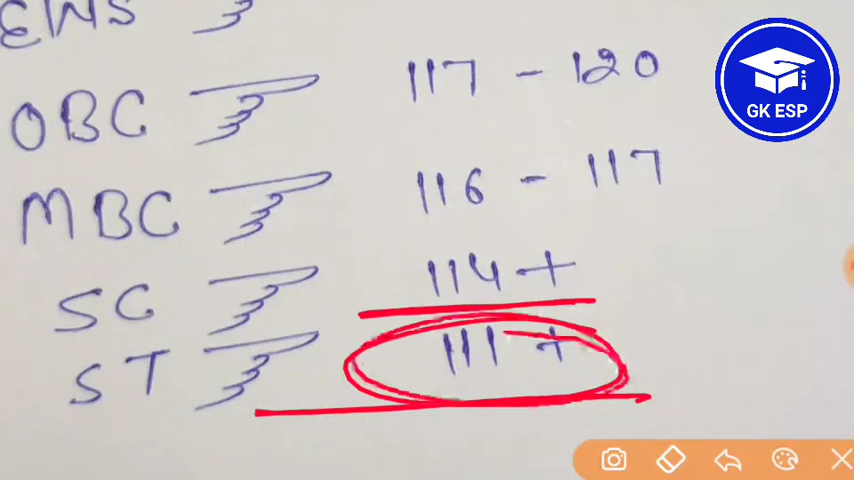 EWS
OBC 117 - 120
MBC 116 - 117
SC 114 +
ST 111 +
GK ESP